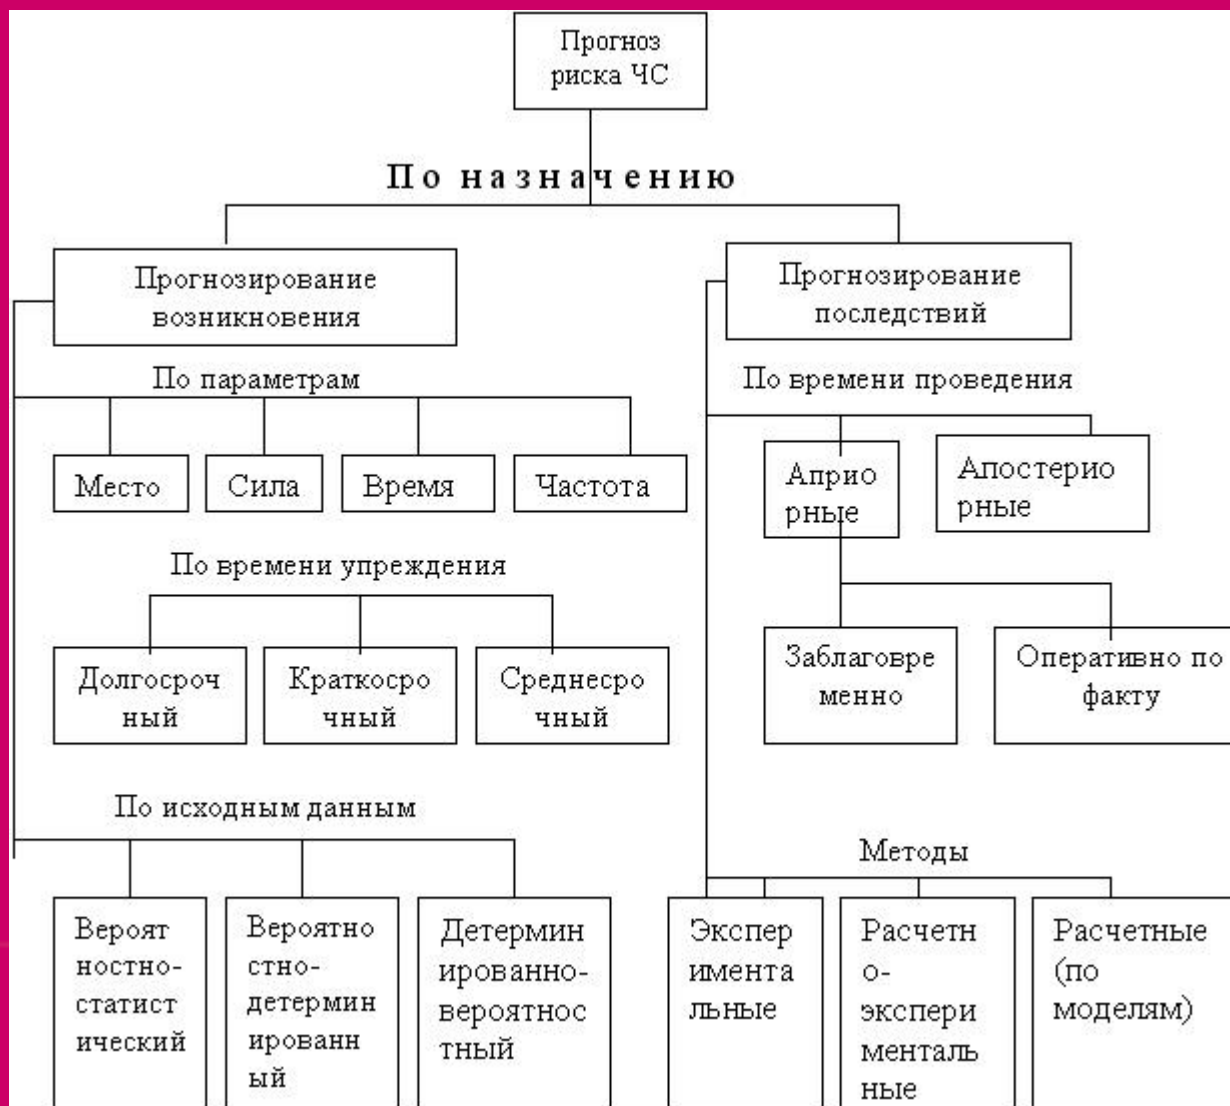 Прогноз
риска ЧС
По назначению
Прогнозирование
возникновения
Прогнозирование
последствий
По параметрам
По времени проведения
Место
Сила
Время
Частота
Априо
рные
Апостерио
рные
По времени упреждения
Долгосроч
ный
Краткосро
чный
Среднесро
чный
Заблаговре
менно
Оперативно по
факту
По исходным данным
Методы
Вероят
ностно-
статист
ический
Вероятно
стно-
детермин
ированн
ый
Детермин
ированно-
вероятнос
тный
Экспер
имента
льные
Расчетн
о-
экспери
менталь
ные
Расчетные
(по
моделям)